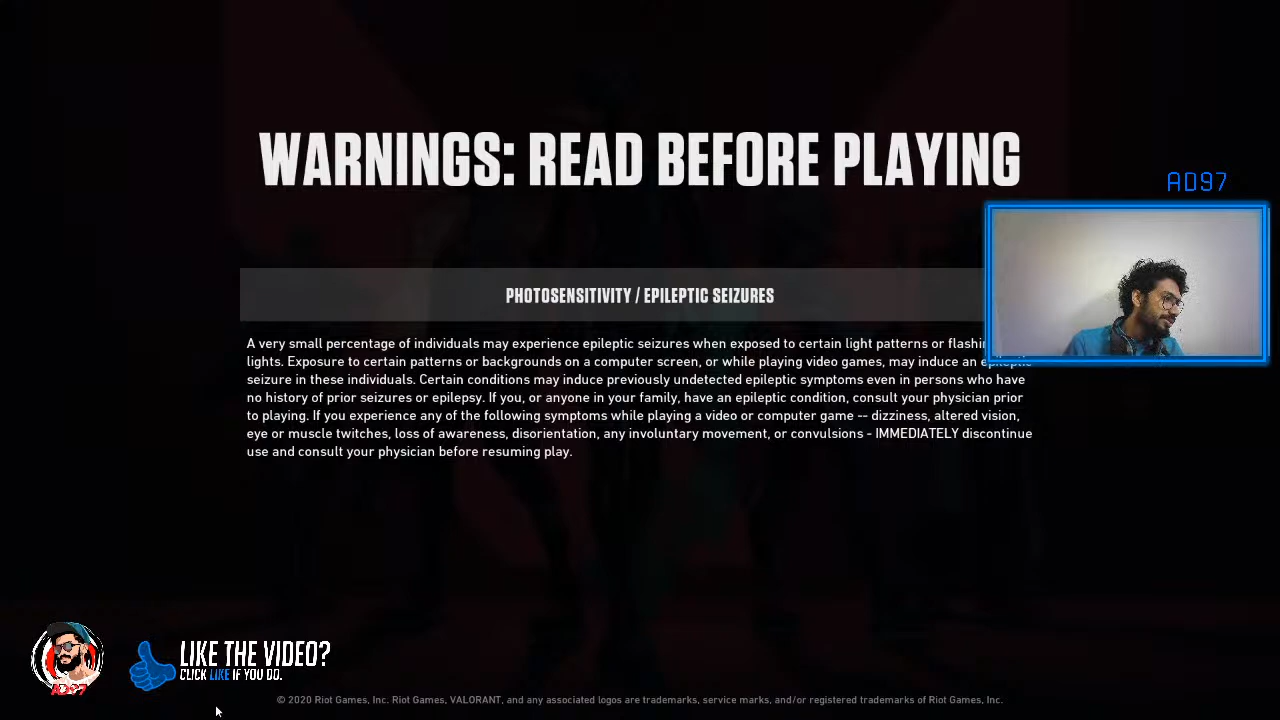 WARNINGS: READ BEFORE PLAYING
AD97
PHOTOSENSITIVITY / EPILEPTIC SEIZURES
A very small percentage of individuals may experience epileptic seizures when exposed to certain light patterns or
lights. Exposure to certain patterns or backgrounds on a computer screen, or while playing video games, may induce an
seizure in these individuals. Certain conditions may induce previously undetected epileptic symptoms even in persons who have
no history of prior seizures or epilepsy. If you, or anyone in your family, have an epileptic condition, consult your physician prior
to playing. If you experience any of the following symptoms while playing a video or computer game -- dizziness, altered vision,
eye or muscle twitches, loss of awareness, disorientation, any involuntary movement, or convulsions - IMMEDIATELY discontinue
use and consult your physician before resuming play.
LIKE THE VIDEO?
CLICK LIKE IF YOU DO.
AD97
© 2020 Riot Games, Inc. Riot Games, VALORANT, and any associated logos are trademarks, service marks, and/or registered trademarks of Riot Games, Inc.